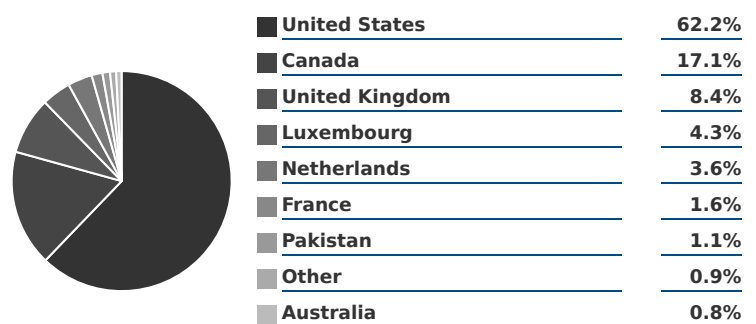 United States 62.2%
Canada 17.1%
United Kingdom 8.4%
Luxembourg 4.3%
Netherlands 3.6%
France 1.6%
Pakistan 1.1%
Other 0.9%
Australia 0.8%